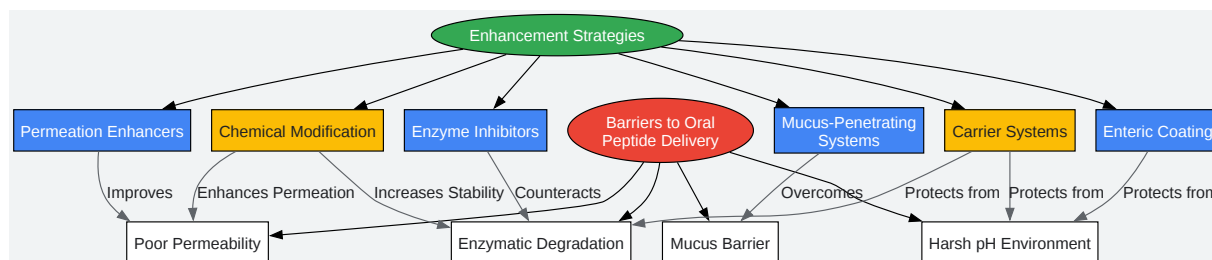 Enhancement Strategies
Permeation Enhancers
Chemical Modification
Enzyme Inhibitors
Barriers to Oral
Peptide Delivery
Mucus-Penetrating
Systems
Carrier Systems
Enteric Coating
Improves
Enhances Permeation
Increases Stability
Counteracts
Overcomes
Protects from
Protects from
Protects from
Poor Permeability
Enzymatic Degradation
Mucus Barrier
Harsh pH Environment